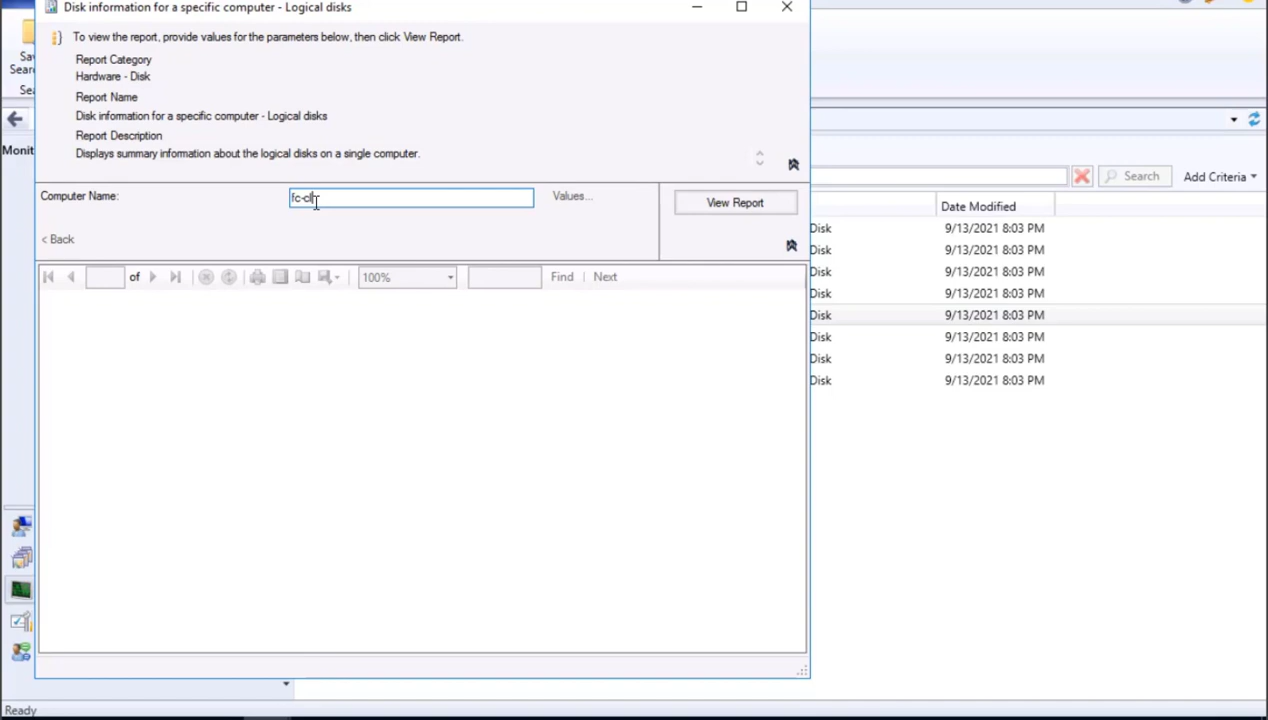 Disk information for a specific computer - Logical disks
To view the report, provide values for the parameters below, then click View Report.
Report Category
Hardware - Disk
Report Name
Disk information for a specific computer - Logical disks
Report Description
Displays summary information about the logical disks on a single computer.
Computer Name:
fc-cl
Values...
View Report
< Back
of
100%
Find
Next
Monit
Search
Add Criteria
Date Modified
Disk 9/13/2021 8:03 PM
Disk 9/13/2021 8:03 PM
Disk 9/13/2021 8:03 PM
Disk 9/13/2021 8:03 PM
Disk 9/13/2021 8:03 PM
Disk 9/13/2021 8:03 PM
Disk 9/13/2021 8:03 PM
Disk 9/13/2021 8:03 PM
Ready